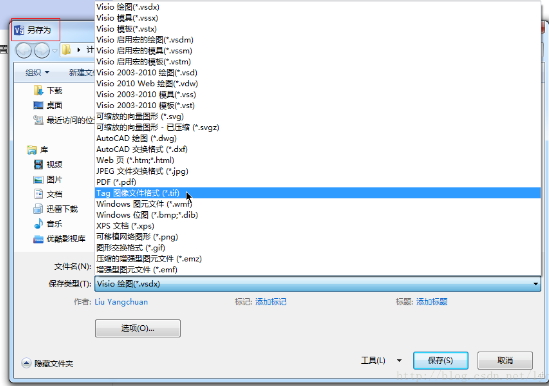 另存为
计
组织
新建文
下载
桌面
最近访问的位
库
视频
图片
文档
迅雷下载
音乐
优酷影视库
Visio 绘图(*.vsdx)
Visio 模具(*.vssx)
Visio 模板(*.vstx)
Visio 启用宏的绘图(*.vsdm)
Visio 启用宏的模具(*.vssm)
Visio 启用宏的模板(*.vstm)
Visio 2003-2010 绘图(*.vsd)
Visio 2010 Web 绘图(*.vdw)
Visio 2003-2010 模具(*.vss)
Visio 2003-2010 模板(*.vst)
可缩放的向量图形 (*.svg)
可缩放的向量图形 - 已压缩 (*.svgz)
AutoCAD 绘图 (*.dwg)
AutoCAD 交换格式 (*.dxf)
Web 页 (*.htm;*.html)
JPEG 文件交换格式 (*.jpg)
PDF (*.pdf)
Tag 图像文件格式 (*.tif)
Windows 图元文件 (*.wmf)
Windows 位图 (*.bmp;*.dib)
XPS 文档 (*.xps)
可移植网络图形 (*.png)
图形交换格式 (*.gif)
压缩的增强型图元文件 (*.emz)
增强型图元文件 (*.emf)
文件名(N):
保存类型(T): Visio 绘图(*.vsdx)
作者: Liu Yangchuan 标记: 添加标记 标题: 添加标题
选项(O)...
隐藏文件夹 工具(L) 保存(S) 取消